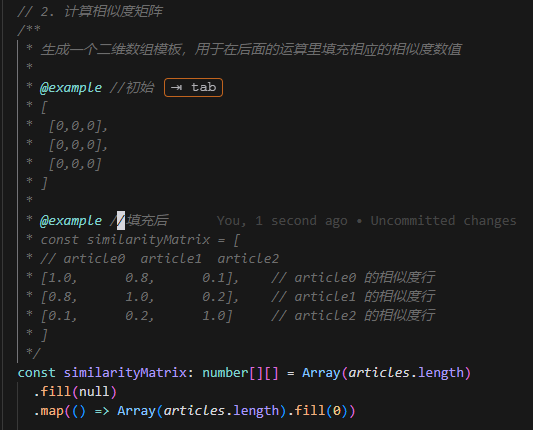 // 2. 计算相似度矩阵
/**
 * 生成一个二维数组模板，用于在后面的运算里填充相应的相似度数值
 *
 * @example //初始 ⇥ tab
 * [
 *  [0,0,0],
 *  [0,0,0],
 *  [0,0,0]
 * ]
 *
 * @example //填充后 You, 1 second ago • Uncommitted changes
 * const similarityMatrix = [
 * // article0  article1  article2
 * [1.0,      0.8,      0.1],    // article0 的相似度行
 * [0.8,      1.0,      0.2],    // article1 的相似度行
 * [0.1,      0.2,      1.0]     // article2 的相似度行
 * ]
 */
const similarityMatrix: number[][] = Array(articles.length)
  .fill(null)
  .map(() => Array(articles.length).fill(0))